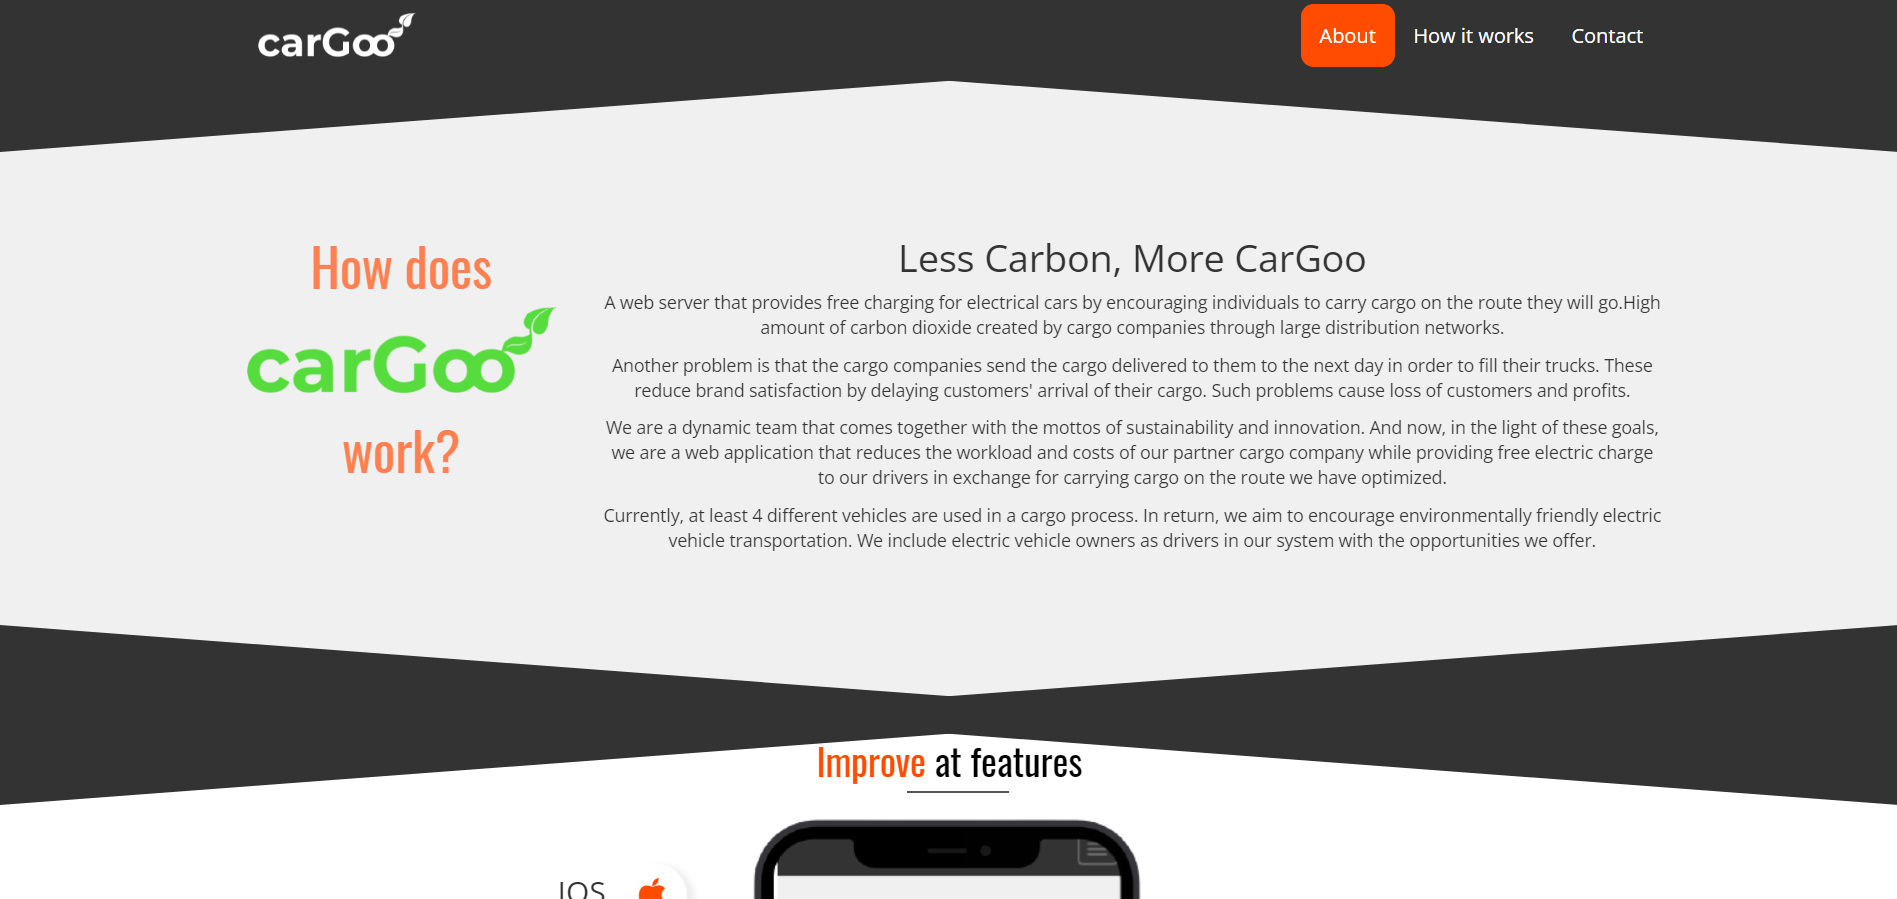 carGoo
About
How it works
Contact
How does
carGoo
work?
Less Carbon, More CarGoo
A web server that provides free charging for electrical cars by encouraging individuals to carry cargo on the route they will go.High
amount of carbon dioxide created by cargo companies through large distribution networks.
Another problem is that the cargo companies send the cargo delivered to them to the next day in order to fill their trucks. These
reduce brand satisfaction by delaying customers' arrival of their cargo. Such problems cause loss of customers and profits.
We are a dynamic team that comes together with the mottos of sustainability and innovation. And now, in the light of these goals,
we are a web application that reduces the workload and costs of our partner cargo company while providing free electric charge
to our drivers in exchange for carrying cargo on the route we have optimized.
Currently, at least 4 different vehicles are used in a cargo process. In return, we aim to encourage environmentally friendly electric
vehicle transportation. We include electric vehicle owners as drivers in our system with the opportunities we offer.
Improve at features
IOS